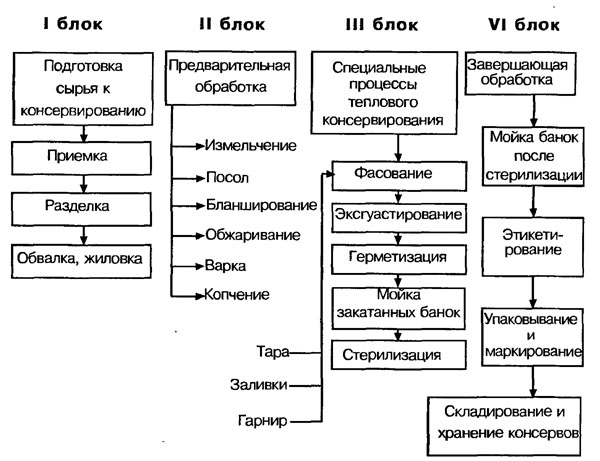 I блок
Подготовка
сырья к
консервированию
Приемка
Разделка
Обвалка, жиловка
II блок
Предварительная
обработка
Измельчение
Посол
Бланширование
Обжаривание
Варка
Копчение
Тара
Заливки
Гарнир
III блок
Специальные
процессы
теплового
консервирования
Фасование
Эксгуастирование
Герметизация
Мойка
закатанных банок
Стерилизация
VI блок
Завершающая
обработка
Мойка банок
после
стерилизации
Этикети-
рование
Упаковывание
и
маркирование
Складирование и
хранение консервов